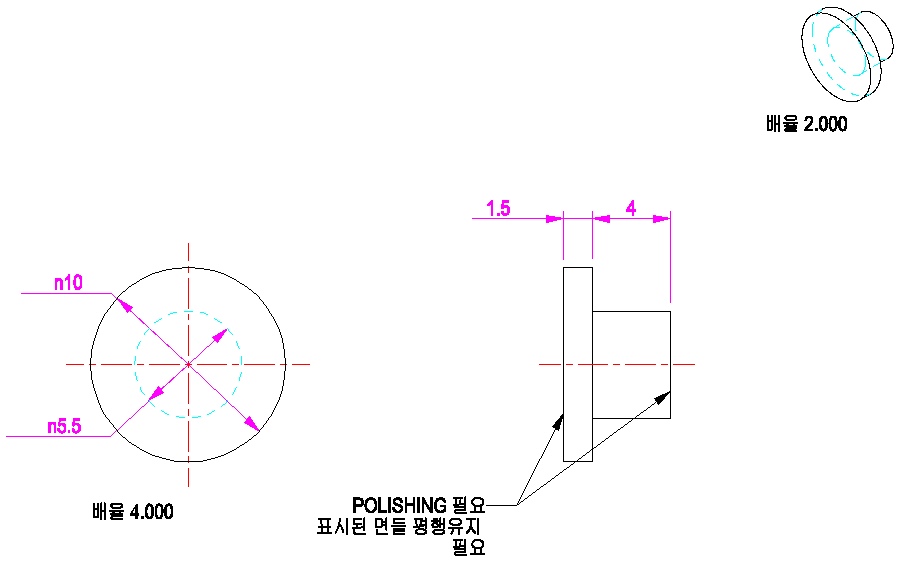 배율 2.000
1.5
4
n10
n5.5
배율 4.000
POLISHING 필요
표시된 면들 평행유지
필요